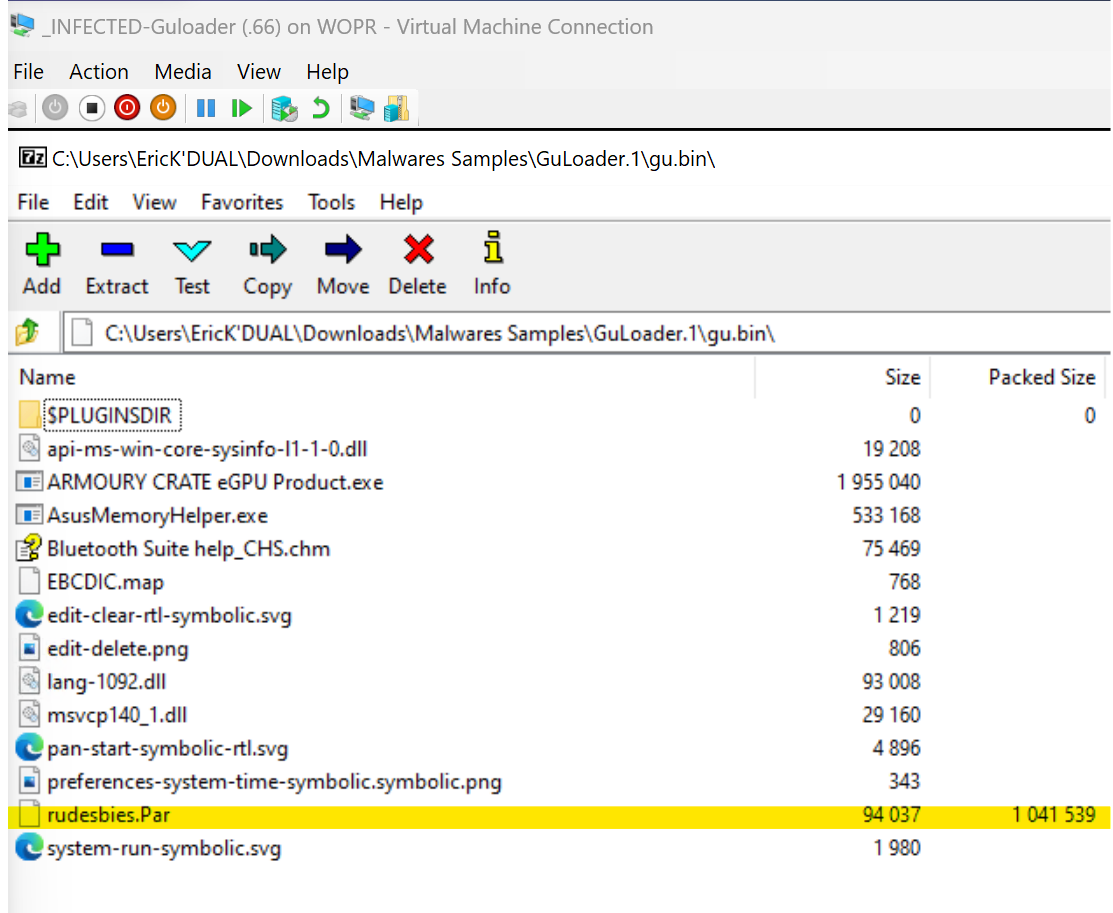 _INFECTED-Guloader (.66) on WOPR - Virtual Machine Connection
File Action Media View Help
7z C:\Users\EricK'DUAL\Downloads\Malwares Samples\GuLoader.1\gu.bin\
File Edit View Favorites Tools Help
Add Extract Test Copy Move Delete Info
C:\Users\EricK'DUAL\Downloads\Malwares Samples\GuLoader.1\gu.bin\
Name Size Packed Size
$PLUGINSDIR 0 0
api-ms-win-core-sysinfo-l1-1-0.dll 19 208
ARMOURY CRATE eGPU Product.exe 1 955 040
AsusMemoryHelper.exe 533 168
Bluetooth Suite help_CHS.chm 75 469
EBCDIC.map 768
edit-clear-rtl-symbolic.svg 1 219
edit-delete.png 806
lang-1092.dll 93 008
msvcp140_1.dll 29 160
pan-start-symbolic-rtl.svg 4 896
preferences-system-time-symbolic.symbolic.png 343
rudesbies.Par 94 037 1 041 539
system-run-symbolic.svg 1 980